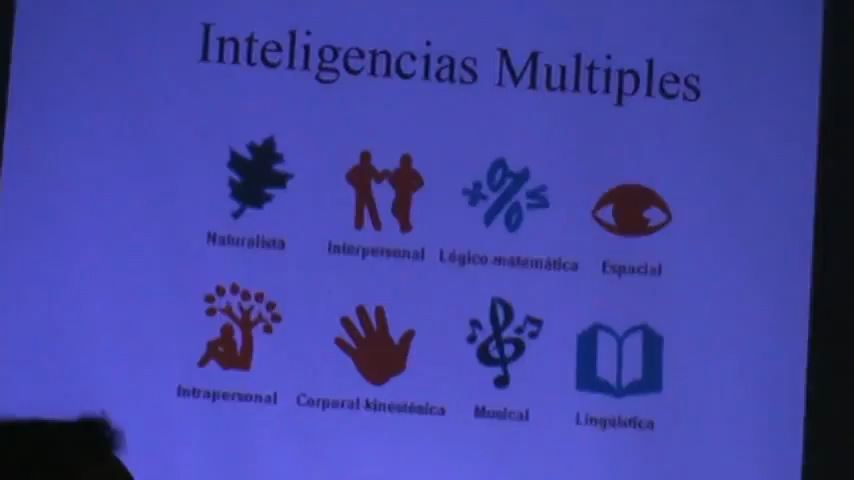 Inteligencias Multiples
Naturalista
Interpersonal
Lógico-matemática
Espacial
Intrapersonal
Corporal-kinestésica
Musical
Lingüística